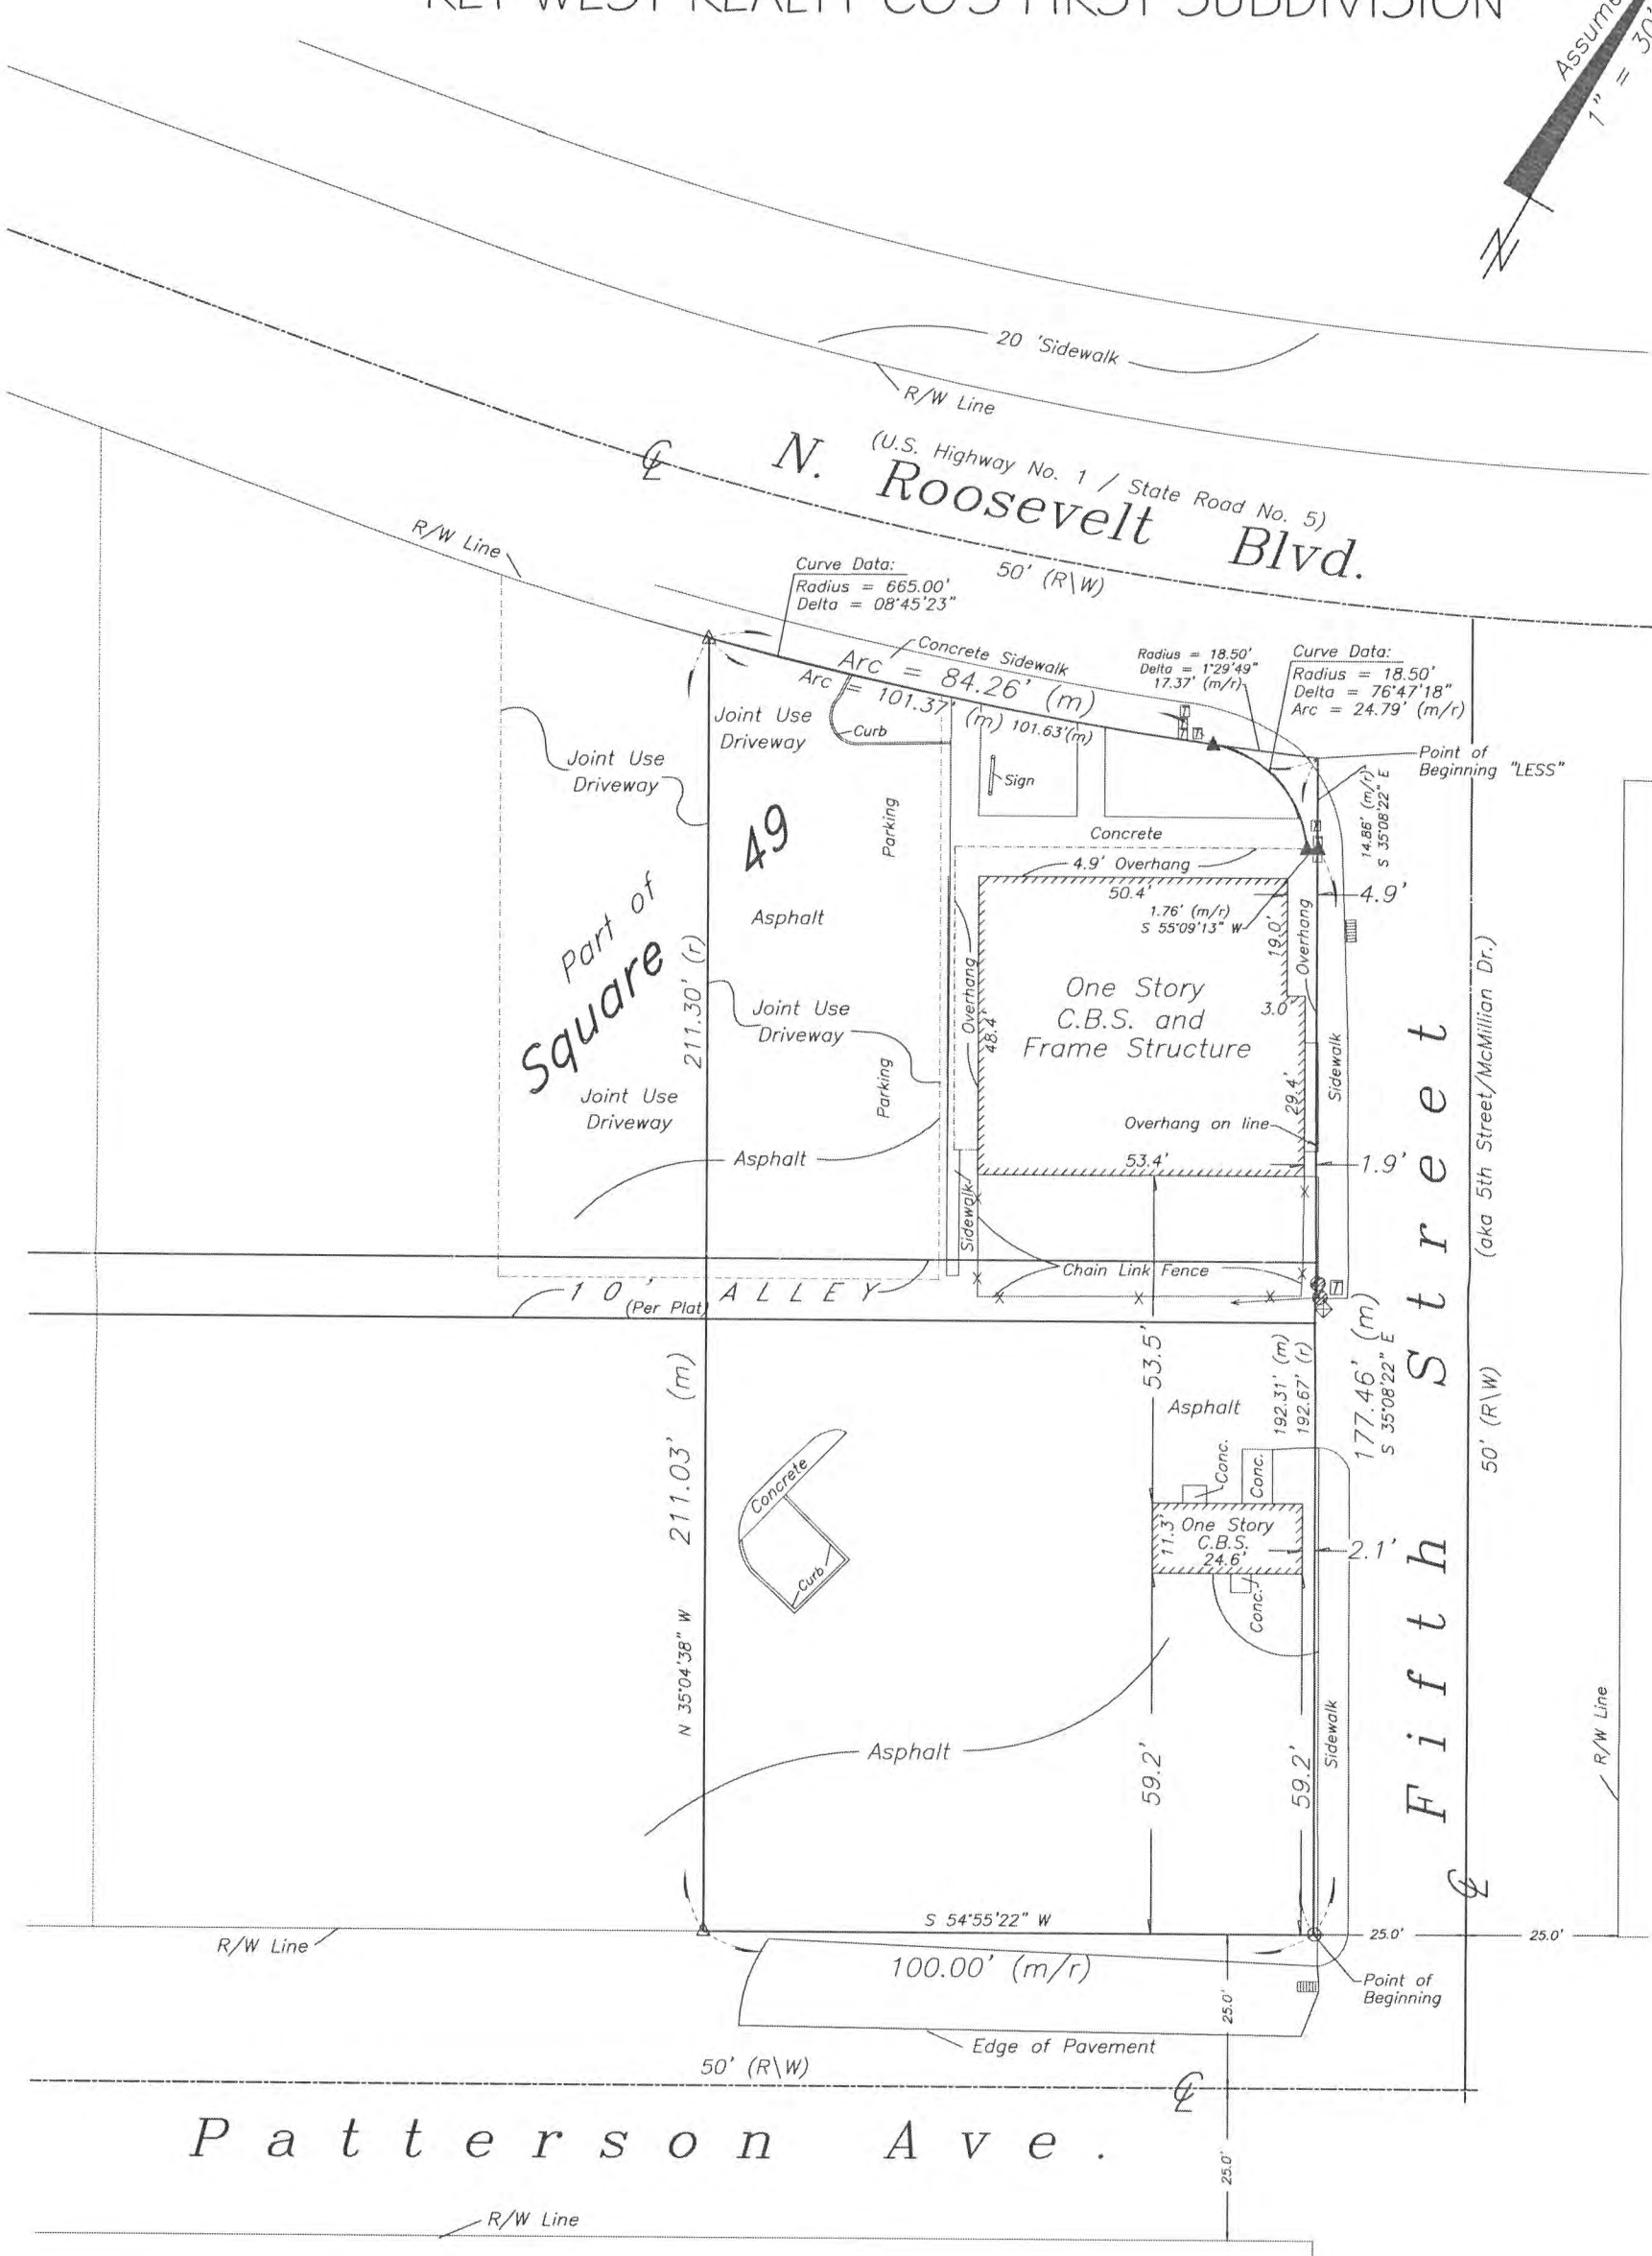 KEY WEST REALTY CO'S FIRST SUBDIVISION
1" = 30'
N
20 'Sidewalk
R/W Line
(U.S. Highway No. 1 / State Road No. 5)
N. Roosevelt Blvd.
50' (R\W)
R/W Line
Curve Data:
Radius = 665.00'
Delta = 08°45'23"
Concrete Sidewalk
Arc = 84.26' (m)
Arc = 101.37' (m) 101.63'(m)
Radius = 18.50'
Delta = 1°29'49"
17.37' (m/r)
Curve Data:
Radius = 18.50'
Delta = 76°47'18"
Arc = 24.79' (m/r)
Point of
Beginning "LESS"
14.86' (m/r)
S 35°08'22" E
Joint Use
Driveway
Curb
Sign
Joint Use
Driveway
Parking
Concrete
4.9' Overhang
50.4'
4.9'
1.76' (m/r)
S 55°09'13" W
19.0'
Overhang
Part of
Square
49
Asphalt
211.30' (r)
Joint Use
Driveway
Overhang
48.4'
One Story
C.B.S. and
Frame Structure
3.0'
29.4'
Sidewalk
Parking
Joint Use
Driveway
Overhang on line
53.4'
1.9'
Asphalt
Sidewalk
Chain Link Fence
10' ALLEY
(Per Plat)
T
T
T
T
T
Fifth Street
(aka 5th Street/McMillian Dr.)
50' (R\W)
53.5'
192.31' (m)
192.67' (r)
177.46' (m)
S 35°08'22" E
211.03' (m)
N 35°04'38" W
Asphalt
Conc.
Conc.
One Story
C.B.S.
24.6'
11.3'
2.1'
Conc.
Concrete
Curb
Asphalt
59.2'
59.2'
Sidewalk
R/W Line
S 54°55'22" W
100.00' (m/r)
R/W Line
25.0'
25.0'
Point of
Beginning
25.0'
Edge of Pavement
50' (R\W)
Patterson Ave.
25.0'
R/W Line